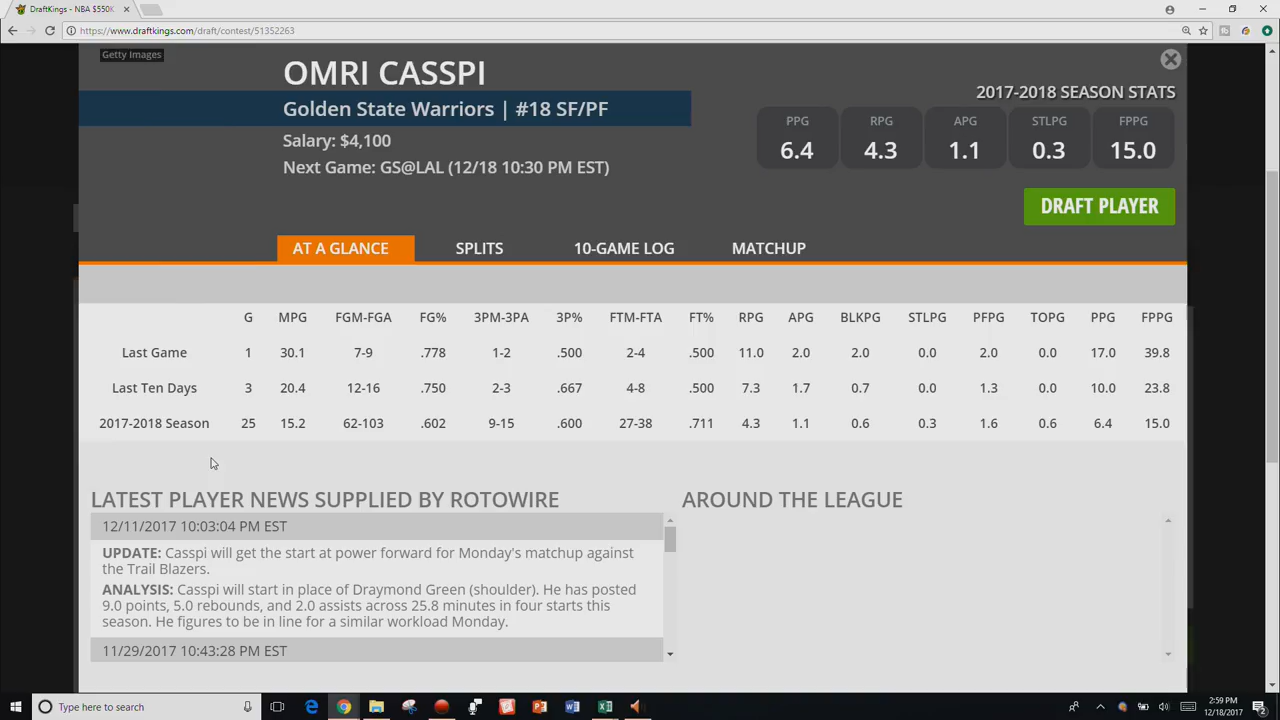 DraftKings - NBA $550K
https://www.draftkings.com/draft/contest/51352263
Getty Images
OMRI CASSPI
Golden State Warriors | #18 SF/PF
Salary: $4,100
Next Game: GS@LAL (12/18 10:30 PM EST)
2017-2018 SEASON STATS
PPG RPG APG STLPG FPPG
6.4 4.3 1.1 0.3 15.0
DRAFT PLAYER
AT A GLANCE SPLITS 10-GAME LOG MATCHUP
G MPG FGM-FGA FG% 3PM-3PA 3P% FTM-FTA FT% RPG APG BLKPG STLPG PFPG TOPG PPG FPPG
Last Game 1 30.1 7-9 .778 1-2 .500 2-4 .500 11.0 2.0 2.0 0.0 2.0 0.0 17.0 39.8
Last Ten Days 3 20.4 12-16 .750 2-3 .667 4-8 .500 7.3 1.7 0.7 0.0 1.3 0.0 10.0 23.8
2017-2018 Season 25 15.2 62-103 .602 9-15 .600 27-38 .711 4.3 1.1 0.6 0.3 1.6 0.6 6.4 15.0
LATEST PLAYER NEWS SUPPLIED BY ROTOWIRE
12/11/2017 10:03:04 PM EST
UPDATE: Casspi will get the start at power forward for Monday's matchup against
the Trail Blazers.
ANALYSIS: Casspi will start in place of Draymond Green (shoulder). He has posted
9.0 points, 5.0 rebounds, and 2.0 assists across 25.8 minutes in four starts this
season. He figures to be in line for a similar workload Monday.
11/29/2017 10:43:28 PM EST
AROUND THE LEAGUE
Type here to search
2:59 PM
12/18/2017